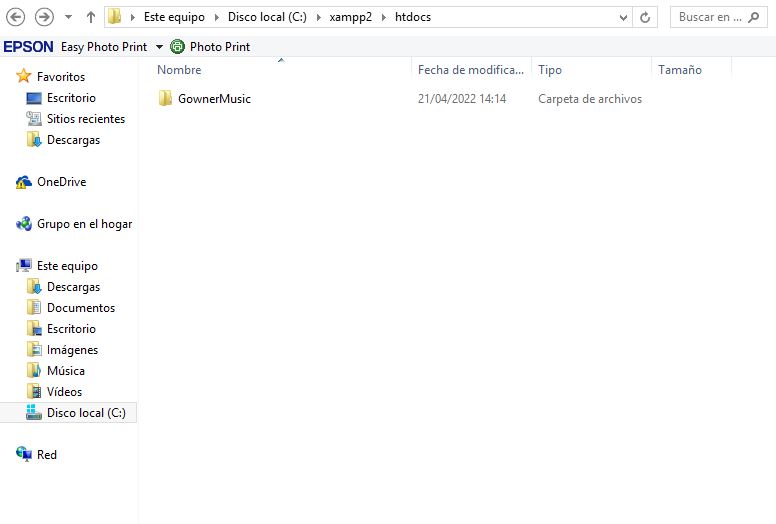 Este equipo Disco local (C:) xampp2 htdocs Buscar en ...
EPSON Easy Photo Print Photo Print
Nombre Fecha de modifica... Tipo Tamaño
GownerMusic 21/04/2022 14:14 Carpeta de archivos
Favoritos
Escritorio
Sitios recientes
Descargas
OneDrive
Grupo en el hogar
Este equipo
Descargas
Documentos
Escritorio
Imágenes
Música
Vídeos
Disco local (C:)
Red